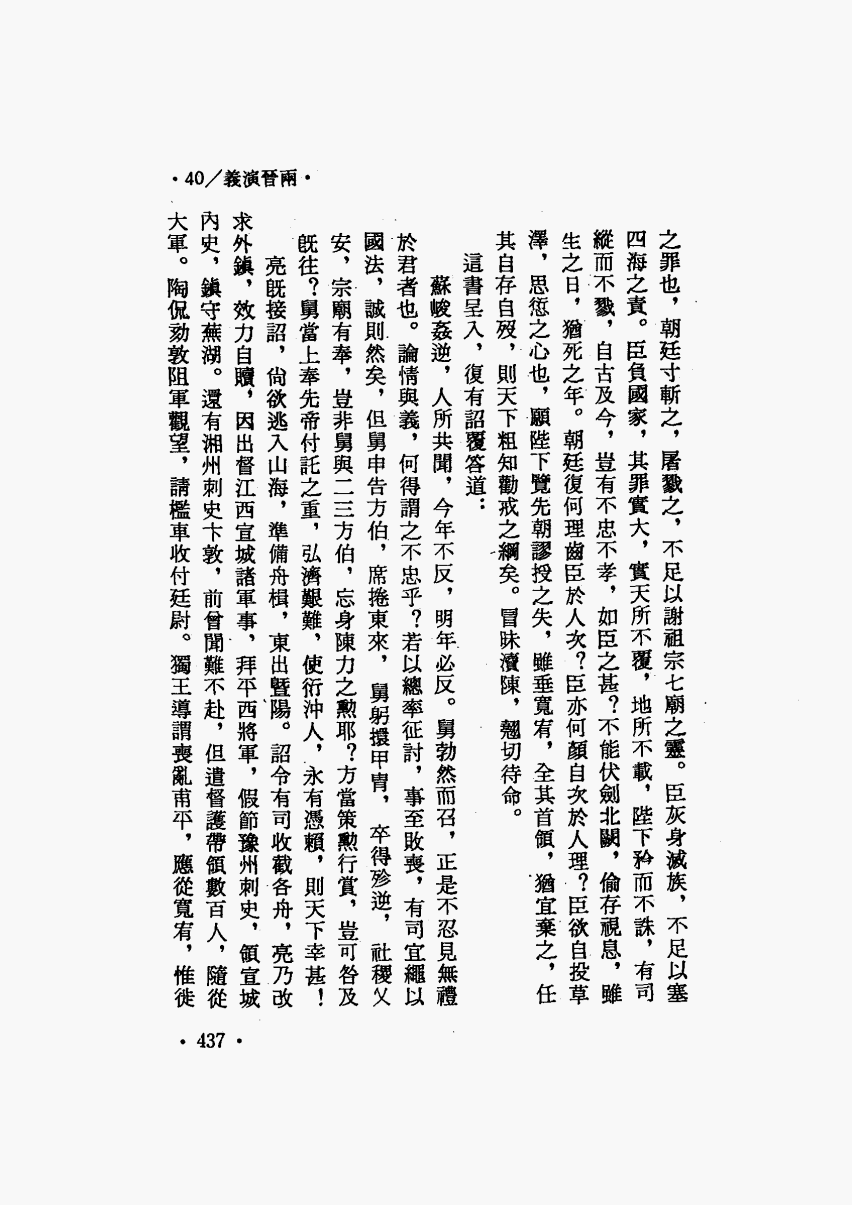 ·40／義演晉兩·
之罪也，朝廷寸斬之，屠戮之，不足以謝祖宗七廟之靈。臣灰身滅族，不足以塞
四海之責。臣負國家，其罪實大，實天所不覆，地所不載，陛下矜而不誅，有司
縱而不戮，自古及今，豈有不忠不孝，如臣之甚？不能伏劍北闕，偷存視息，雖
生之日，猶死之年。朝廷復何理齒臣於人次？臣亦何顏自次於人理？臣欲自投草
澤，思愆之心也，願陛下覽先朝謬授之失，雖垂寬宥，全其首領，猶宜棄之，任
其自存自歿，則天下粗知勸戒之綱矣。冒昧瀆陳，翹切待命。
這書呈入，復有詔覆答道：
蘇峻姦逆，人所共聞，今年不反，明年必反。舅勃然而召，正是不忍見無禮
於君者也。論情與義，何得謂之不忠乎？若以總率征討，事至敗喪，有司宜繩以
國法，誠則然矣，但舅申告方伯，席捲東來，舅躬擐甲冑，卒得殄逆，社稷乂
安，宗廟有奉，豈非舅與二三方伯，忘身陳力之勳耶？方當策勳行賞，豈可咎及
旣往？舅當上奉先帝付託之重，弘濟艱難，使衍沖人，永有憑賴，則天下幸甚！
亮旣接詔，尙欲逃入山海，準備舟楫，東出暨陽。詔令有司收截各舟，亮乃改
求外鎭，效力自贖，因出督江西宣城諸軍事，拜平西將軍，假節豫州刺史，領宣城
內史，鎭守蕪湖。還有湘州刺史卞敦，前曾聞難不赴，但遣督護帶領數百人，隨從
大軍。陶侃劾敦阻軍觀望，請檻車收付廷尉。獨王導謂喪亂甫平，應從寬宥，惟徙
·437·